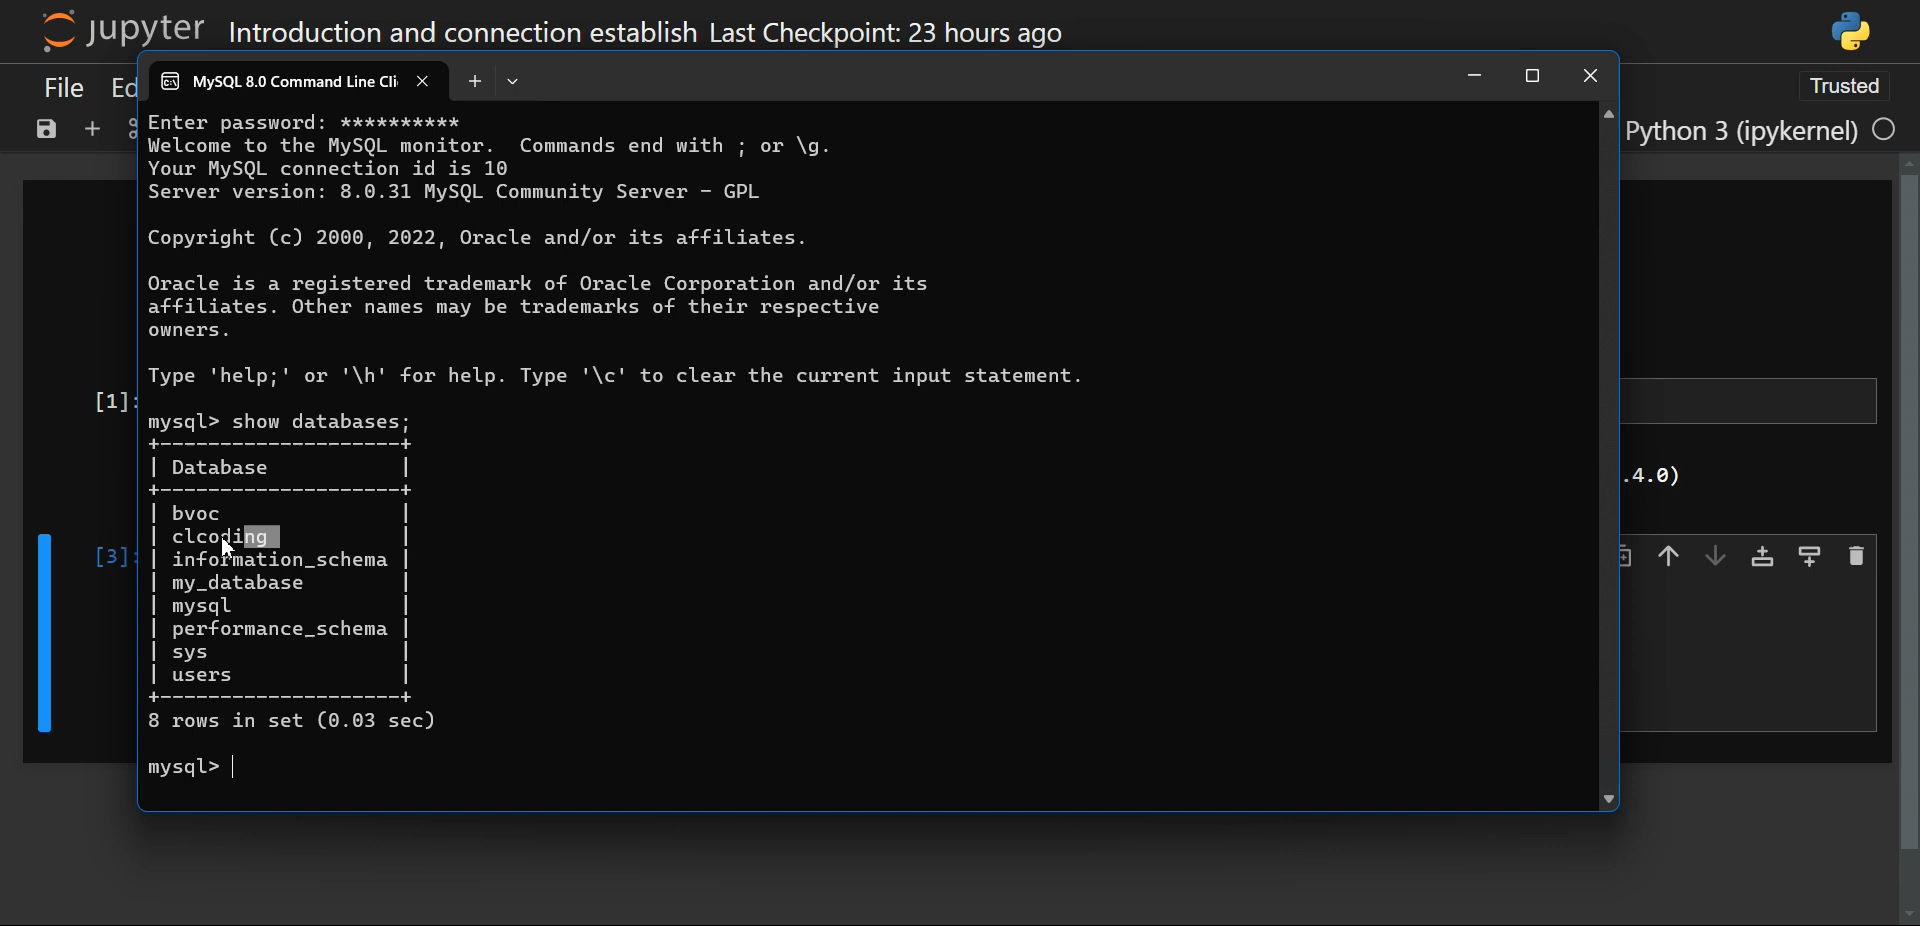 jupyter Introduction and connection establish Last Checkpoint: 23 hours ago
File Ed
Trusted
Python 3 (ipykernel)
MySQL 8.0 Command Line Cli
Enter password: **********
Welcome to the MySQL monitor.  Commands end with ; or \g.
Your MySQL connection id is 10
Server version: 8.0.31 MySQL Community Server - GPL
Copyright (c) 2000, 2022, Oracle and/or its affiliates.
Oracle is a registered trademark of Oracle Corporation and/or its
affiliates. Other names may be trademarks of their respective
owners.
Type 'help;' or '\h' for help. Type '\c' to clear the current input statement.
[1]:
mysql> show databases;
+--------------------+
| Database           |
+--------------------+
| bvoc               |
| clcoding           |
| information_schema |
| my_database        |
| mysql              |
| performance_schema |
| sys                |
| users              |
+--------------------+
8 rows in set (0.03 sec)
mysql>
.4.0)
[3]: